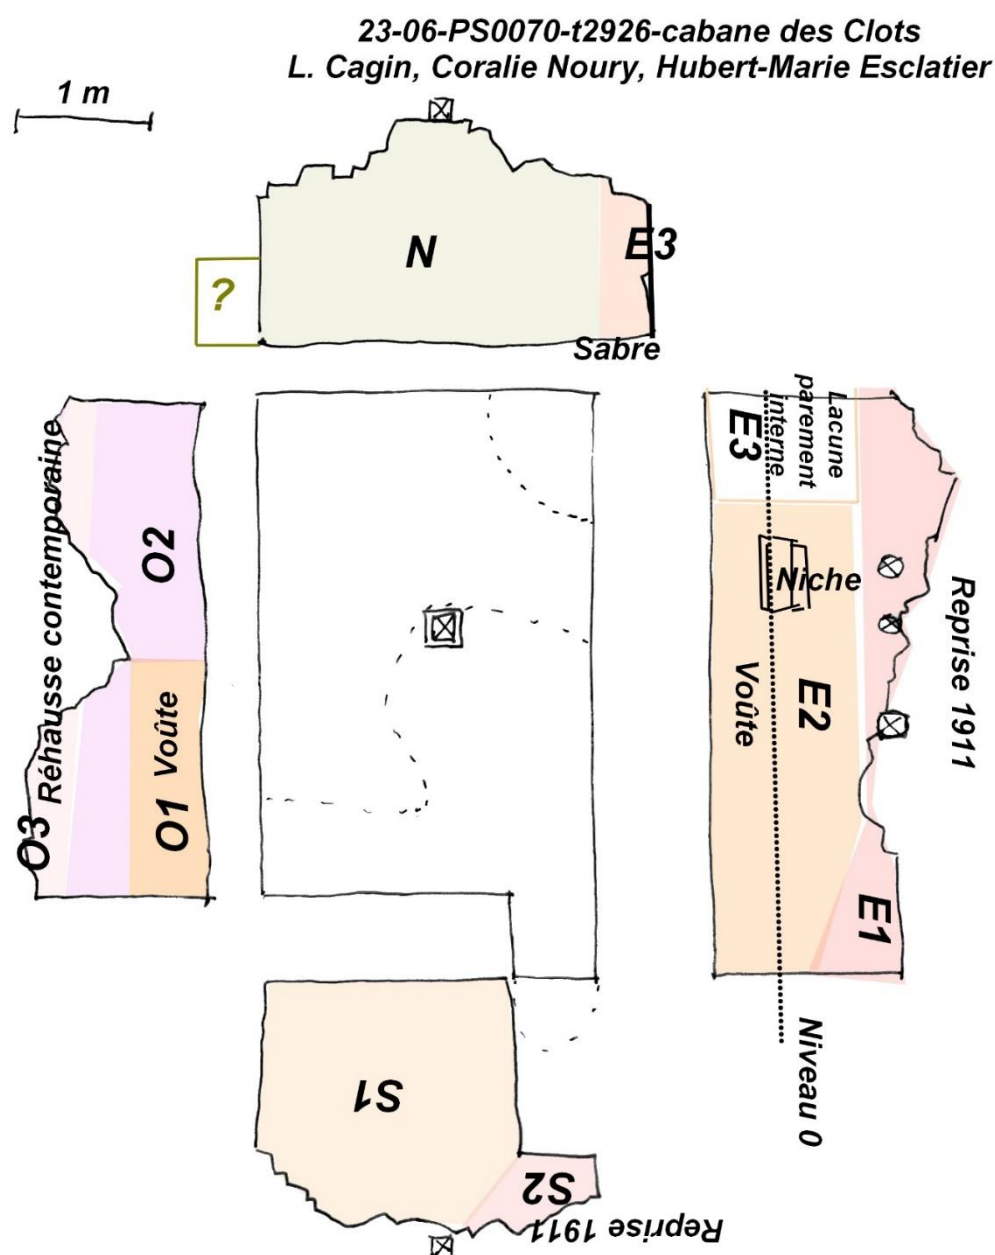 23-06-PS0070-t2926-cabane des Clots
L. Cagin, Coralie Noury, Hubert-Marie Esclatier
1 m
N
E3
?
Sabre
O2
O1 Voûte
O3 Réhausse contemporaine
E3
Lacune
parement
interne
Niche
E2
Voûte
E1
Reprise 1911
Niveau 0
S1
S2
Reprise 1911